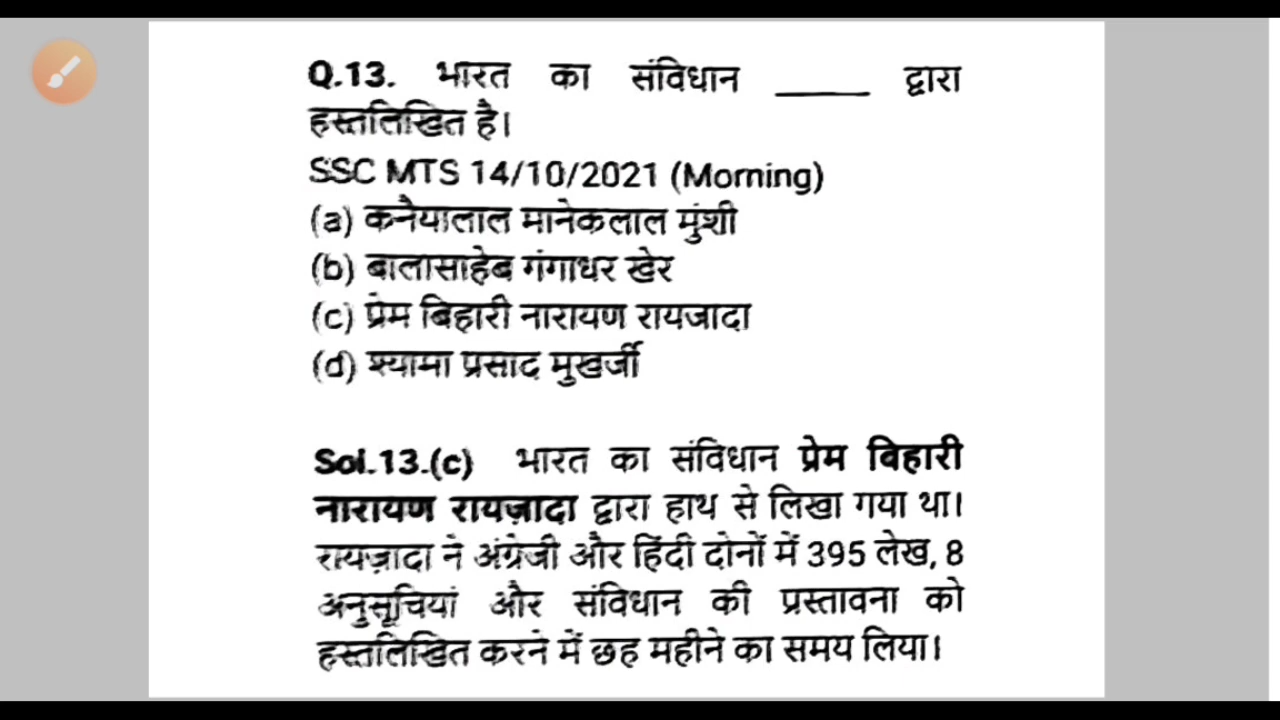 Q.13. भारत का संविधान _____ द्वारा
हस्तलिखित है।
SSC MTS 14/10/2021 (Morning)
(a) कनैयालाल मानेकलाल मुंशी
(b) बालासाहेब गंगाधर खेर
(c) प्रेम बिहारी नारायण रायजादा
(d) श्यामा प्रसाद मुखर्जी
Sol.13.(c) भारत का संविधान प्रेम बिहारी
नारायण रायज़ादा द्वारा हाथ से लिखा गया था।
रायज़ादा ने अंग्रेजी और हिंदी दोनों में 395 लेख, 8
अनुसूचियां और संविधान की प्रस्तावना को
हस्तलिखित करने में छह महीने का समय लिया।